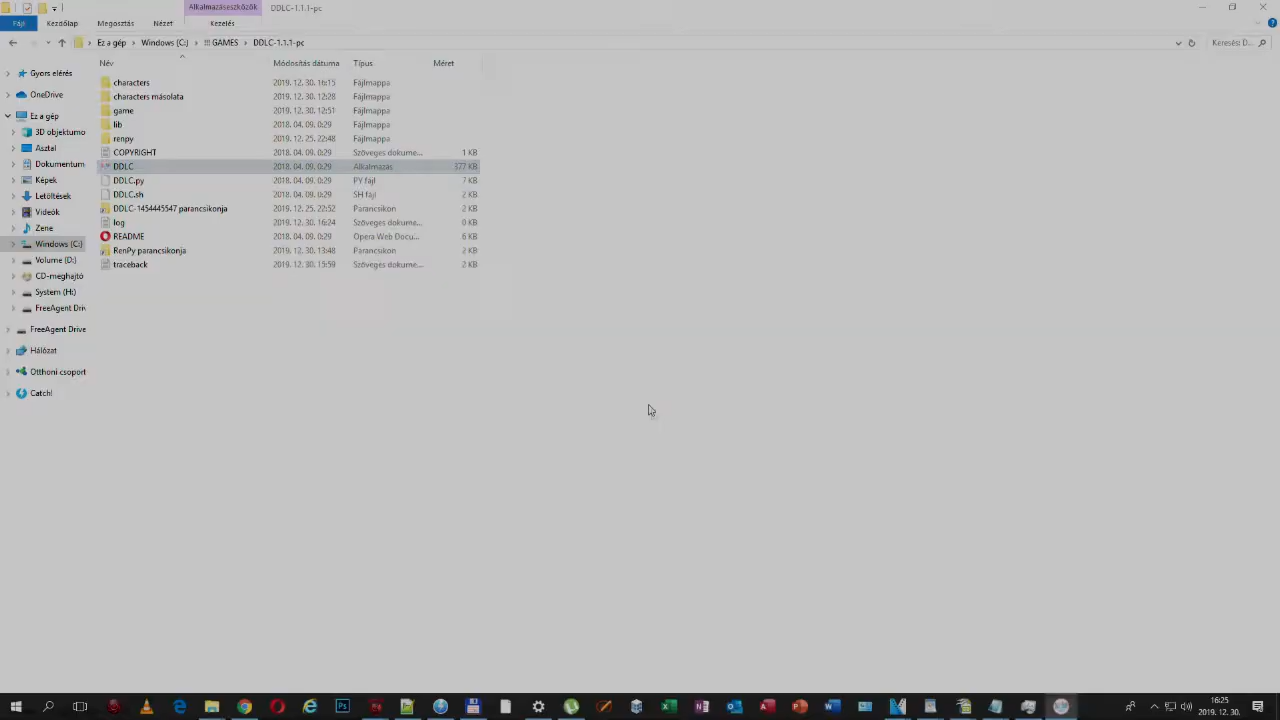 Alkalmazáseszközök DDLC-1.1.1-pc
Fájl Kezdőlap Megosztás Nézet Kezelés
Ez a gép Windows (C:) !!! GAMES DDLC-1.1.1-pc Keresés: D...
Név Módosítás dátuma Típus Méret
characters 2019. 12. 30. 16:15 Fájlmappa
characters másolata 2019. 12. 30. 12:28 Fájlmappa
game 2019. 12. 30. 12:51 Fájlmappa
lib 2018. 04. 09. 0:29 Fájlmappa
renpy 2019. 12. 25. 22:48 Fájlmappa
COPYRIGHT 2018. 04. 09. 0:29 Szöveges dokume... 1 KB
DDLC 2018. 04. 09. 0:29 Alkalmazás 377 KB
DDLC.py 2018. 04. 09. 0:29 PY fájl 7 KB
DDLC.sh 2018. 04. 09. 0:29 SH fájl 2 KB
DDLC-1454445547 parancsikonja 2019. 12. 25. 22:52 Parancsikon 2 KB
log 2019. 12. 30. 16:24 Szöveges dokume... 0 KB
README 2018. 04. 09. 0:29 Opera Web Docu... 6 KB
RenPy parancsikonja 2019. 12. 30. 13:48 Parancsikon 2 KB
traceback 2019. 12. 30. 15:59 Szöveges dokume... 2 KB
Gyors elérés
OneDrive
Ez a gép
3D objektumo
Asztal
Dokumentum
Képek
Letöltések
Videók
Zene
Windows (C:)
Volume (D:)
CD-meghajtó
System (H:)
FreeAgent Driv
FreeAgent Drive
Hálózat
Otthoni csoport
Catch!
16:25
2019. 12. 30.